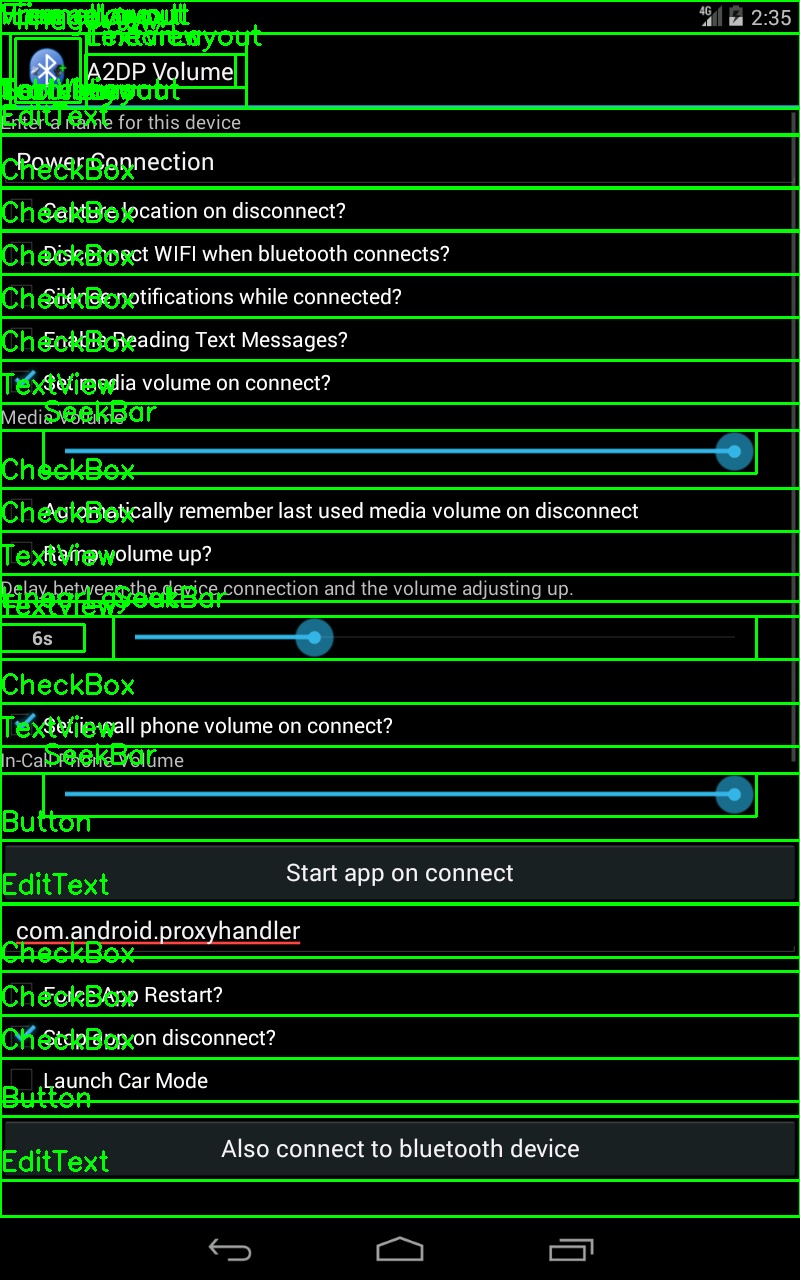 4G 2:35
TextView
A2DP Volume
EditText
Enter a name for this device
Power Connection
CheckBox
Capture location on disconnect?
CheckBox
Disconnect WIFI when bluetooth connects?
CheckBox
Silence notifications while connected?
CheckBox
Enable Reading Text Messages?
CheckBox
Set media volume on connect?
TextView
Media Volume
SeekBar
Automatically remember last used media volume on disconnect
CheckBox
Ramp volume up?
CheckBox
Delay between the device connection and the volume adjusting up.
TextView
SeekBar
TextView
6s
CheckBox
Set in-call phone volume on connect?
TextView
In-Call Phone Volume
SeekBar
Button
Start app on connect
EditText
com.android.proxyhandler
CheckBox
Force App Restart?
CheckBox
Stop app on disconnect?
CheckBox
Launch Car Mode
Button
Also connect to bluetooth device
EditText